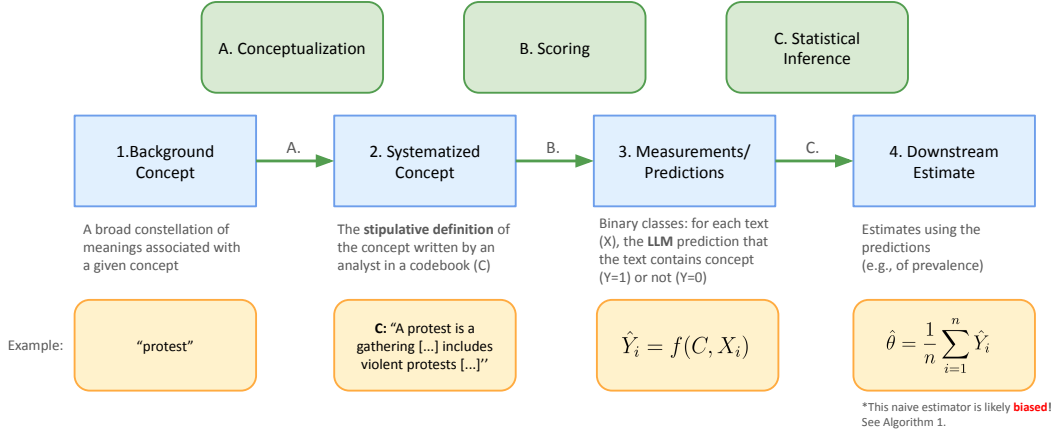 A. Conceptualization
B. Scoring
C. Statistical
Inference
1.Background
Concept
A.
2. Systematized
Concept
B.
3. Measurements/
Predictions
C.
4. Downstream
Estimate
A broad constellation of
meanings associated with
a given concept
The stipulative definition of
the concept written by an
analyst in a codebook (C)
Binary classes: for each text
(X), the LLM prediction that
the text contains concept
(Y=1) or not (Y=0)
Estimates using the
predictions
(e.g., of prevalence)
Example:
“protest”
C: “A protest is a
gathering [...] includes
violent protests [...]’’
Ŷ_i = f(C, X_i)
θ̂ = 1/n ∑_{i=1}^{n} Ŷ_i
*This naive estimator is likely biased!
See Algorithm 1.